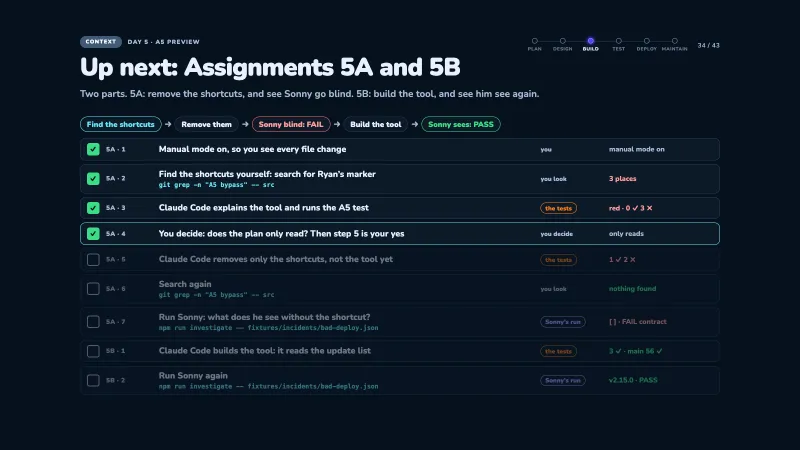 CONTEXT DAY 5 · A5 PREVIEW
PLAN DESIGN BUILD TEST DEPLOY MAINTAIN
34 / 43
Up next: Assignments 5A and 5B
Two parts. 5A: remove the shortcuts, and see Sonny go blind. 5B: build the tool, and see him see again.
Find the shortcuts → Remove them → Sonny blind: FAIL → Build the tool → Sonny sees: PASS
5A · 1 Manual mode on, so you see every file change you manual mode on
5A · 2 Find the shortcuts yourself: search for Ryan's marker you look 3 places
git grep -n "A5 bypass" -- src
5A · 3 Claude Code explains the tool and runs the A5 test the tests red · 0 ✓ 3 ✕
5A · 4 You decide: does the plan only read? Then step 5 is your yes you decide only reads
5A · 5 Claude Code removes only the shortcuts, not the tool yet the tests 1 ✓ 2 ✕
5A · 6 Search again you look nothing found
git grep -n "A5 bypass" -- src
5A · 7 Run Sonny: what does he see without the shortcut? Sonny's run [ ] · FAIL contract
npm run investigate -- fixtures/incidents/bad-deploy.json
5B · 1 Claude Code builds the tool: it reads the update list the tests 3 ✓ · main 56 ✓
5B · 2 Run Sonny again Sonny's run v2.15.0 · PASS
npm run investigate -- fixtures/incidents/bad-deploy.json